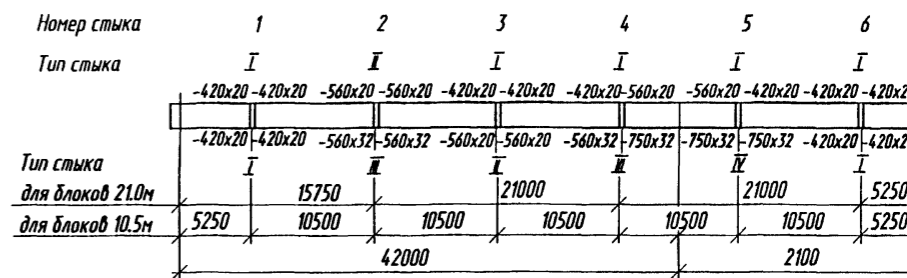 Номер стыка 1 2 3 4 5 6
Тип стыка I II I I I I
-420x20 -420x20 -560x20 -560x20 -420x20 -420x20 -420x20 -560x20 -560x20 -420x20 -420x20 -420x2
-420x20 -420x20 -560x32 -560x32 -560x20 -560x20 -560x32 -750x32 -750x32 -750x32 -420x20 -420x2
Тип стыка I III II VI IV I
для блоков 21.0м 15750 21000 21000 5250
для блоков 10.5м 5250 10500 10500 10500 10500 10500 5250
42000 2100